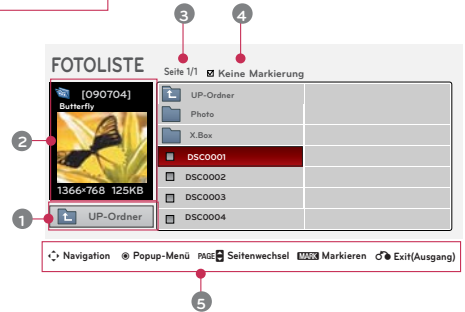 3
4
FOTOLISTE
Seite 1/1
Keine Markierung
[090704]
Butterfly
1366×768 125KB
UP-Ordner
UP-Ordner
Photo
X.Box
DSC0001
DSC0002
DSC0003
DSC0004
2
1
Navigation
Popup-Menü
PAGE Seitenwechsel
MARK Markieren
Exit(Ausgang)
5